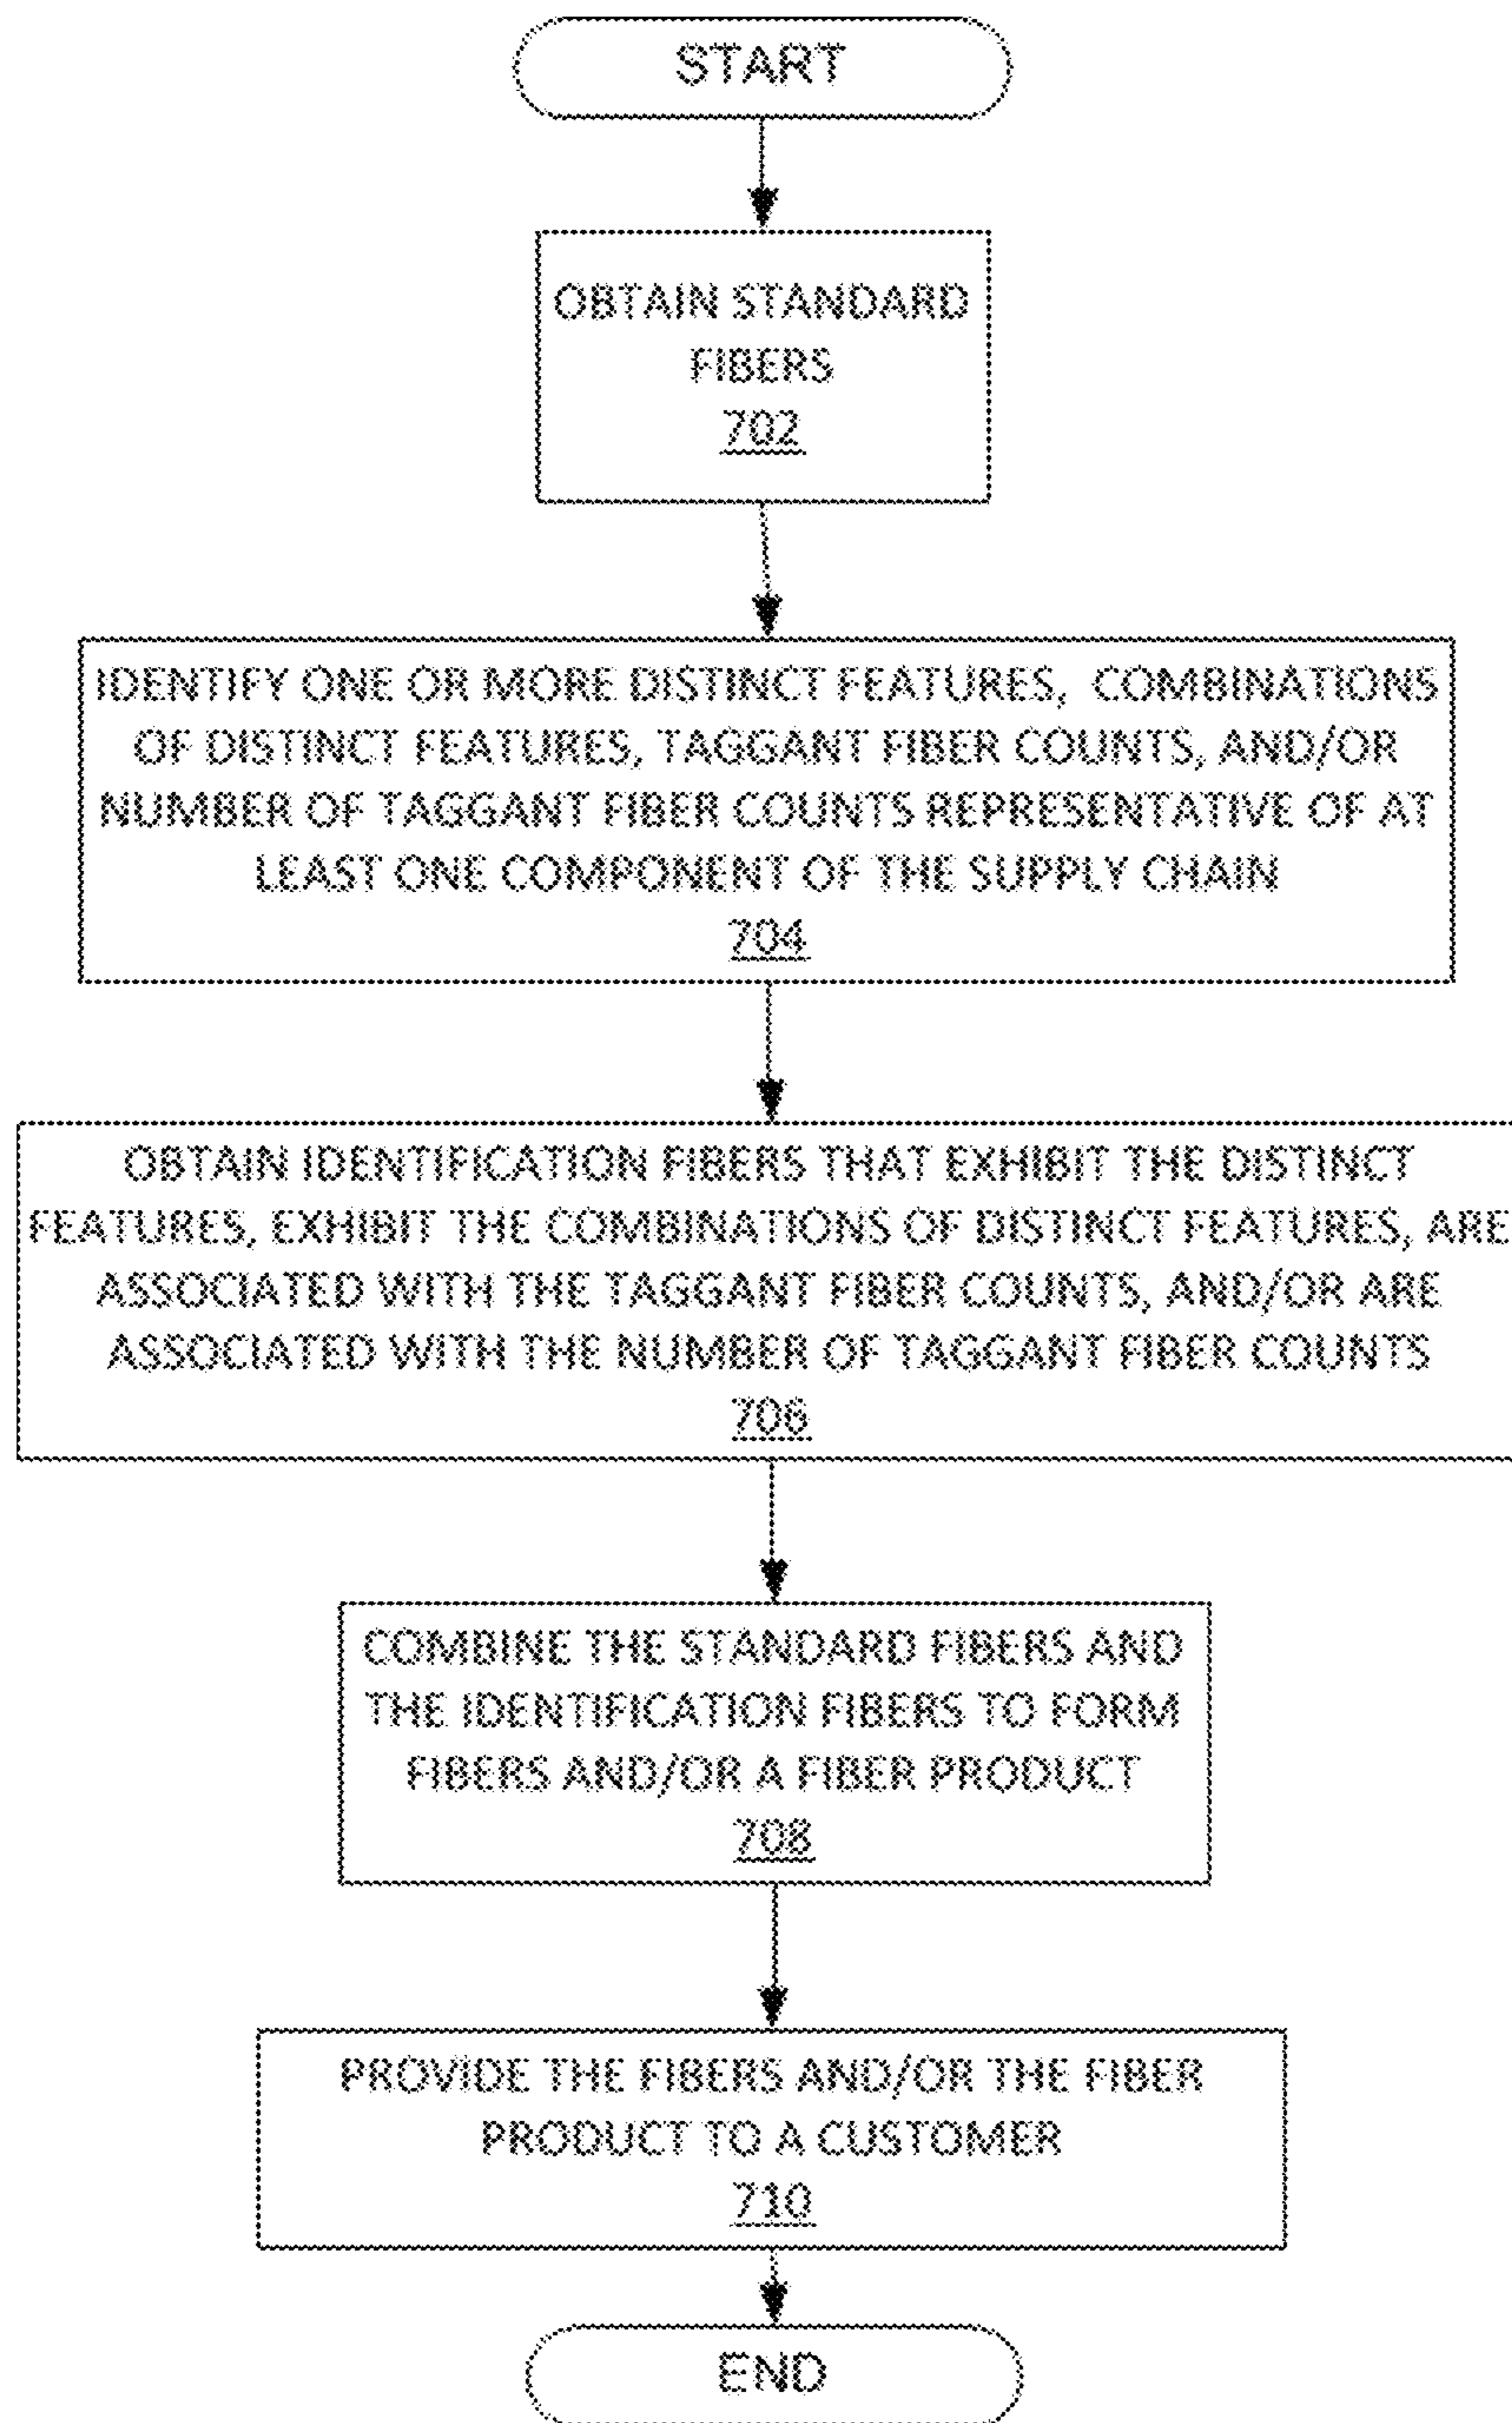 START
OBTAIN STANDARD
FIBERS
702
IDENTIFY ONE OR MORE DISTINCT FEATURES, COMBINATIONS
OF DISTINCT FEATURES, TAGGANT FIBER COUNTS, AND/OR
NUMBER OF TAGGANT FIBER COUNTS REPRESENTATIVE OF AT
LEAST ONE COMPONENT OF THE SUPPLY CHAIN
704
OBTAIN IDENTIFICATION FIBERS THAT EXHIBIT THE DISTINCT
FEATURES, EXHIBIT THE COMBINATIONS OF DISTINCT FEATURES, ARE
ASSOCIATED WITH THE TAGGANT FIBER COUNTS, AND/OR ARE
ASSOCIATED WITH THE NUMBER OF TAGGANT FIBER COUNTS
706
COMBINE THE STANDARD FIBERS AND
THE IDENTIFICATION FIBERS TO FORM
FIBERS AND/OR A FIBER PRODUCT
708
PROVIDE THE FIBERS AND/OR THE FIBER
PRODUCT TO A CUSTOMER
710
END